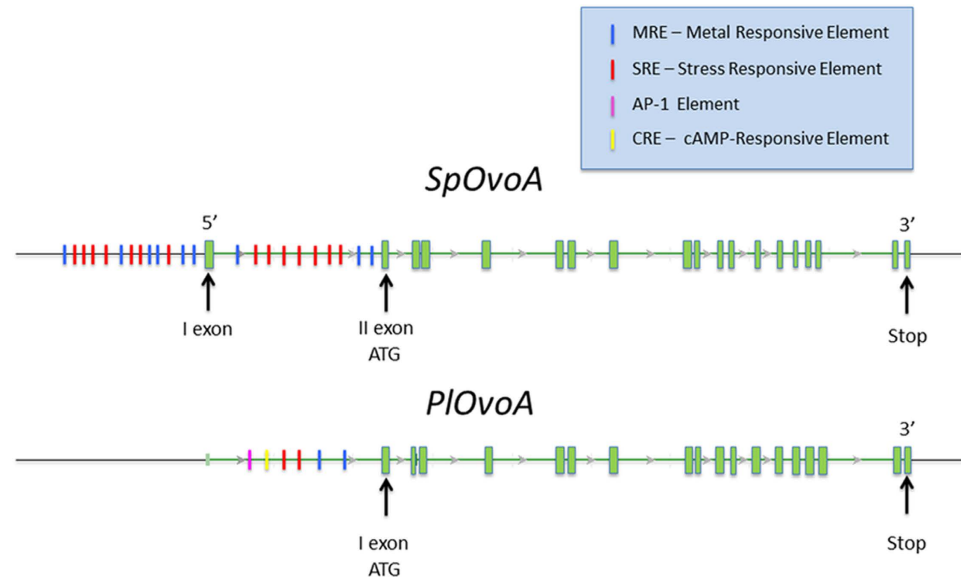 MRE – Metal Responsive Element
SRE – Stress Responsive Element
AP-1 Element
CRE – cAMP-Responsive Element
SpOvoA
5’
3’
I exon
II exon
ATG
Stop
PlOvoA
3’
I exon
ATG
Stop